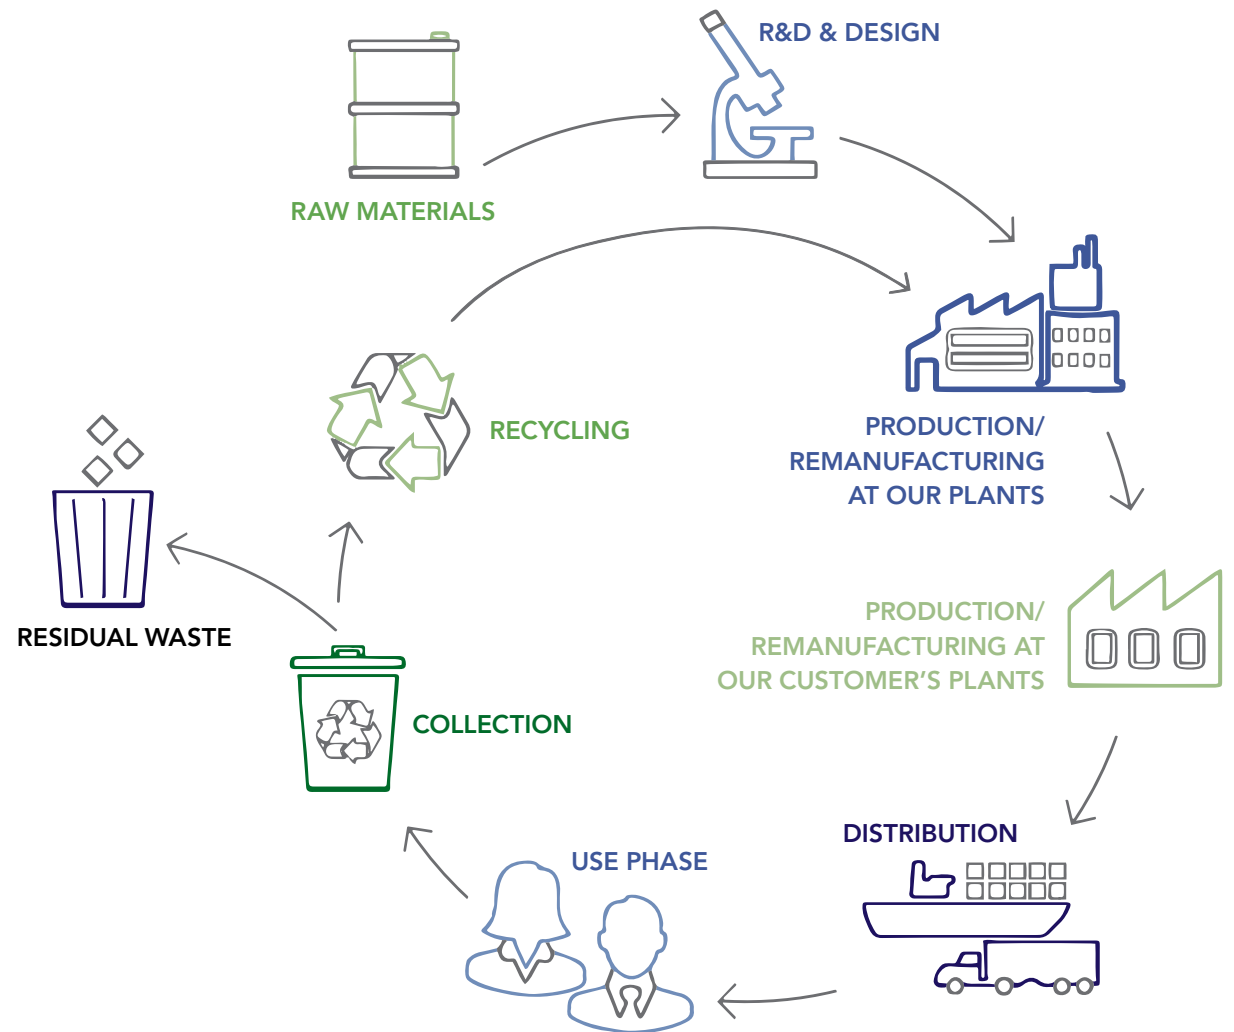 R&D & DESIGN
RAW MATERIALS
RECYCLING
PRODUCTION/
REMANUFACTURING
AT OUR PLANTS
RESIDUAL WASTE
PRODUCTION/
REMANUFACTURING AT
OUR CUSTOMER'S PLANTS
COLLECTION
DISTRIBUTION
USE PHASE